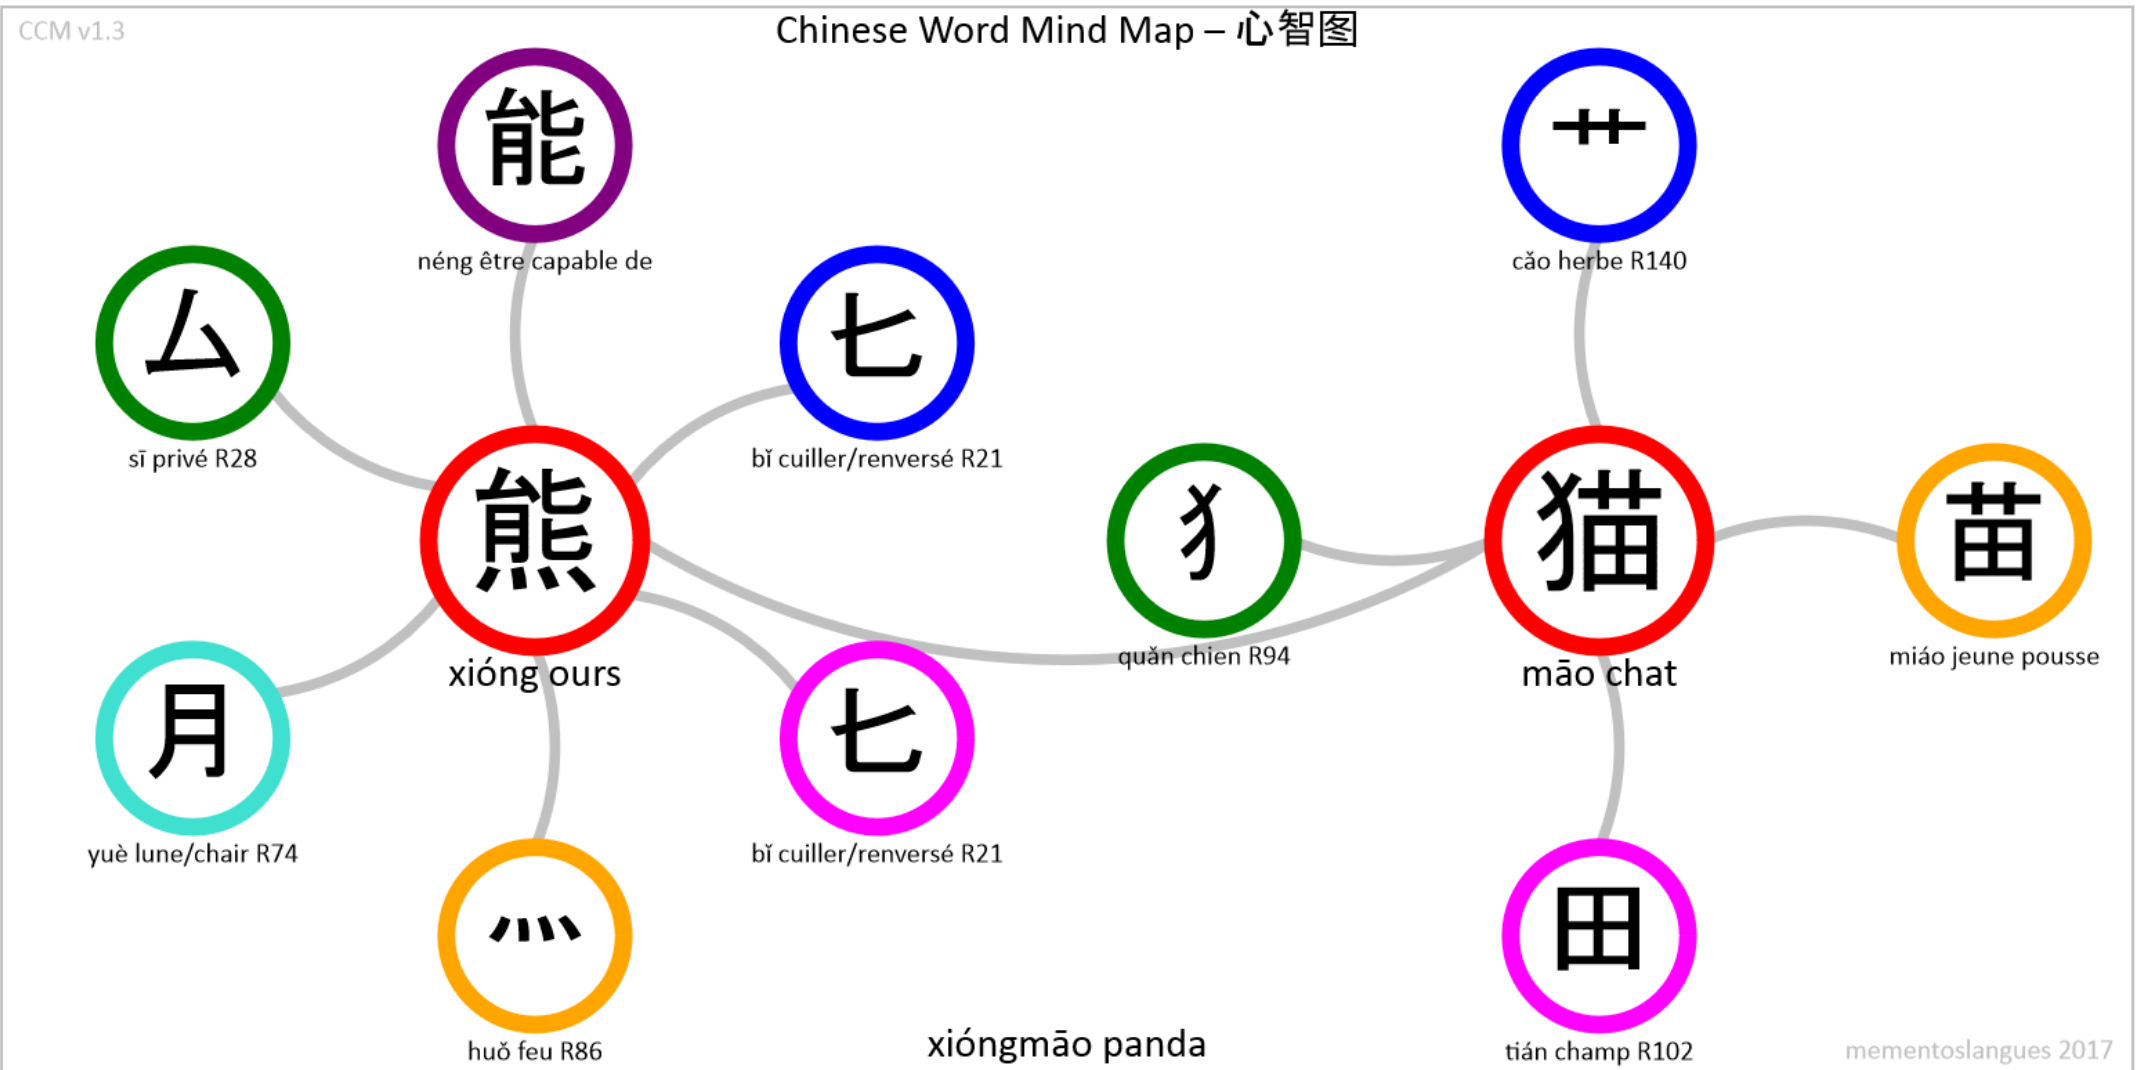 CCM v1.3
Chinese Word Mind Map – 心智图
能
néng être capable de
艹
cǎo herbe R140
厶
sī privé R28
匕
bǐ cuiller/renversé R21
熊
xióng ours
犭
quǎn chien R94
猫
māo chat
苗
miáo jeune pousse
月
yuè lune/chair R74
匕
bǐ cuiller/renversé R21
灬
huǒ feu R86
田
tián champ R102
xióngmāo panda
mementoslangues 2017